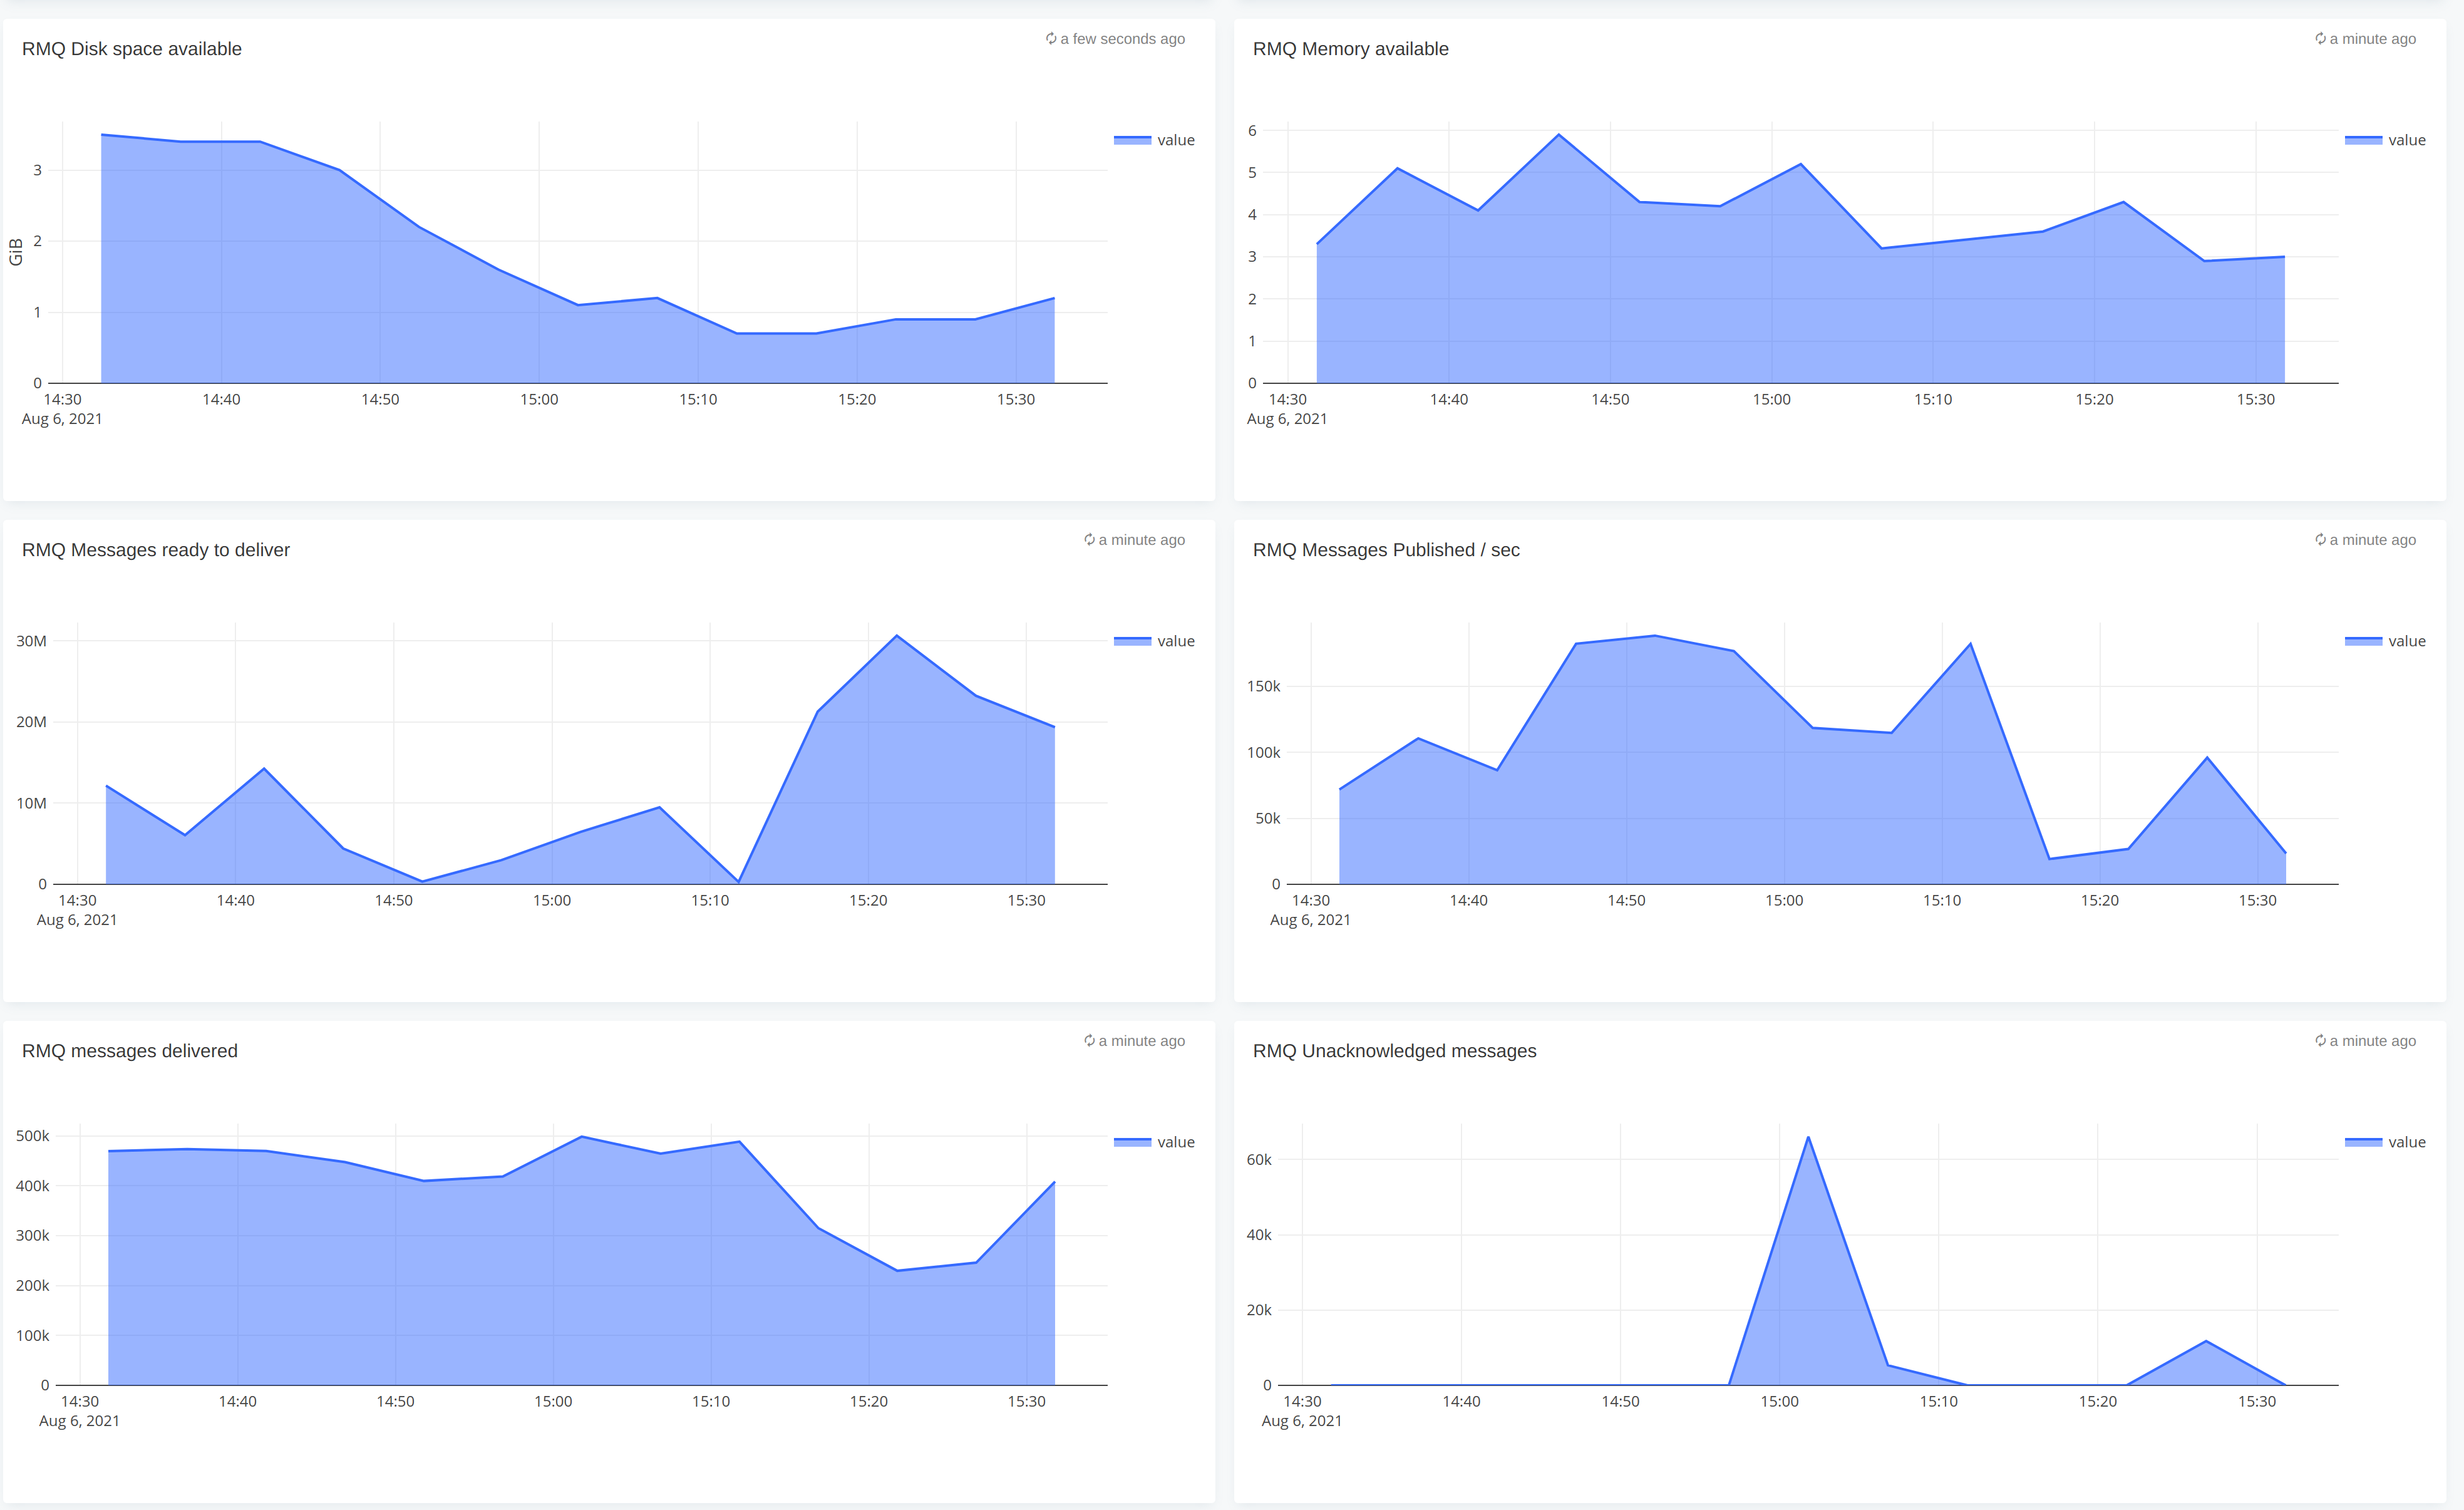 RMQ Disk space available
a few seconds ago
value
GiB
3
2
1
0
14:30 14:40 14:50 15:00 15:10 15:20 15:30
Aug 6, 2021
RMQ Memory available
a minute ago
value
6
5
4
3
2
1
0
14:30 14:40 14:50 15:00 15:10 15:20 15:30
Aug 6, 2021
RMQ Messages ready to deliver
a minute ago
value
30M
20M
10M
0
14:30 14:40 14:50 15:00 15:10 15:20 15:30
Aug 6, 2021
RMQ Messages Published / sec
a minute ago
value
150k
100k
50k
0
14:30 14:40 14:50 15:00 15:10 15:20 15:30
Aug 6, 2021
RMQ messages delivered
a minute ago
value
500k
400k
300k
200k
100k
0
14:30 14:40 14:50 15:00 15:10 15:20 15:30
Aug 6, 2021
RMQ Unacknowledged messages
a minute ago
value
60k
40k
20k
0
14:30 14:40 14:50 15:00 15:10 15:20 15:30
Aug 6, 2021